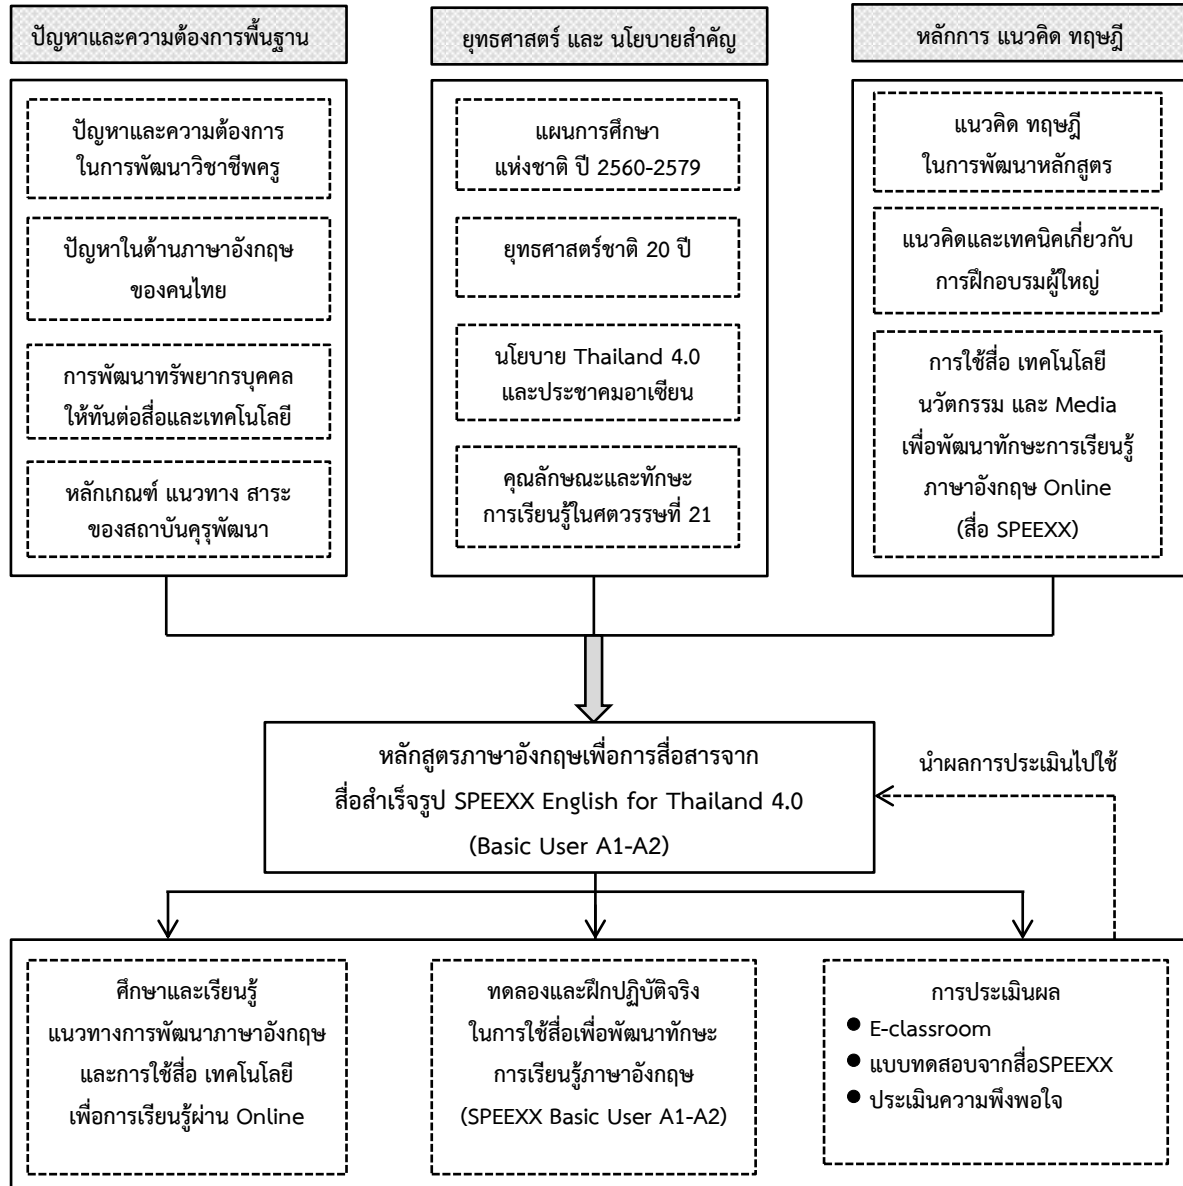 ปัญหาและความต้องการพื้นฐาน
ปัญหาและความต้องการ
ในการพัฒนาวิชาชีพครู
ปัญหาในด้านภาษาอังกฤษ
ของคนไทย
การพัฒนาทรัพยากรบุคคล
ให้ทันต่อสื่อและเทคโนโลยี
หลักเกณฑ์ แนวทาง สาระ
ของสถาบันคุรุพัฒนา
ยุทธศาสตร์ และ นโยบายสำคัญ
แผนการศึกษา
แห่งชาติ ปี 2560-2579
ยุทธศาสตร์ชาติ 20 ปี
นโยบาย Thailand 4.0
และประชาคมอาเซียน
คุณลักษณะและทักษะ
การเรียนรู้ในศตวรรษที่ 21
หลักการ แนวคิด ทฤษฎี
แนวคิด ทฤษฎี
ในการพัฒนาหลักสูตร
แนวคิดและเทคนิคเกี่ยวกับ
การฝึกอบรมผู้ใหญ่
การใช้สื่อ เทคโนโลยี
นวัตกรรม และ Media
เพื่อพัฒนาทักษะการเรียนรู้
ภาษาอังกฤษ Online
(สื่อ SPEEXX)
หลักสูตรภาษาอังกฤษเพื่อการสื่อสารจาก
สื่อสำเร็จรูป SPEEXX English for Thailand 4.0
(Basic User A1-A2)
นำผลการประเมินไปใช้
ศึกษาและเรียนรู้
แนวทางการพัฒนาภาษาอังกฤษ
และการใช้สื่อ เทคโนโลยี
เพื่อการเรียนรู้ผ่าน Online
ทดลองและฝึกปฏิบัติจริง
ในการใช้สื่อเพื่อพัฒนาทักษะ
การเรียนรู้ภาษาอังกฤษ
(SPEEXX Basic User A1-A2)
การประเมินผล
● E-classroom
● แบบทดสอบจากสื่อSPEEXX
● ประเมินความพึงพอใจ